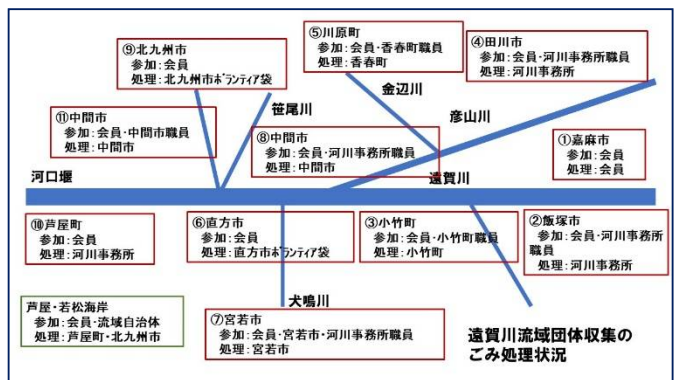 ⑤川原町
参加:会員・香春町職員
処理:香春町
④田川市
参加:会員・河川事務所職員
処理:河川事務所
⑨北九州市
参加:会員
処理:北九州市ボランティア袋
金辺川
笹尾川
彦山川
⑪中間市
参加:会員・中間市職員
処理:中間市
⑧中間市
参加:会員・河川事務所職員
処理:中間市
①嘉麻市
参加:会員
処理:会員
河口堰
遠賀川
⑩芦屋町
参加:会員
処理:河川事務所
⑥直方市
参加:会員
処理:直方市ボランティア袋
③小竹町
参加:会員・小竹町職員
処理:小竹町
②飯塚市
参加:会員・河川事務所
職員
処理:河川事務所
芦屋・若松海岸
参加:会員・流域自治体
処理:芦屋町・北九州市
犬鳴川
⑦宮若市
参加:会員・宮若市・河川事務所職員
処理:宮若市
遠賀川流域団体収集の
ごみ処理状況